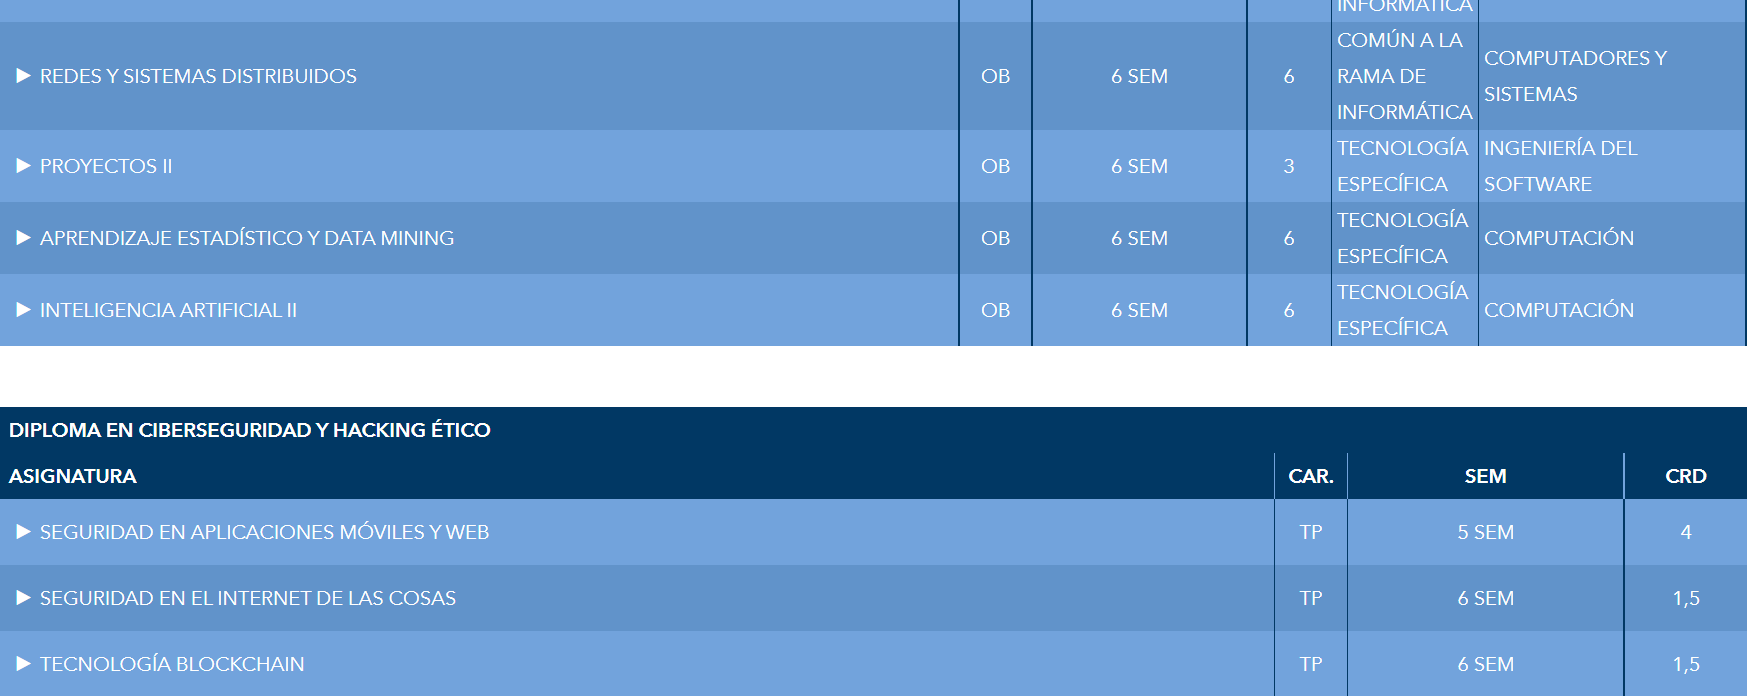 INFORMÁTICA
► REDES Y SISTEMAS DISTRIBUIDOS OB 6 SEM 6 COMÚN A LA RAMA DE INFORMÁTICA COMPUTADORES Y SISTEMAS
► PROYECTOS II OB 6 SEM 3 TECNOLOGÍA ESPECÍFICA INGENIERÍA DEL SOFTWARE
► APRENDIZAJE ESTADÍSTICO Y DATA MINING OB 6 SEM 6 TECNOLOGÍA ESPECÍFICA COMPUTACIÓN
► INTELIGENCIA ARTIFICIAL II OB 6 SEM 6 TECNOLOGÍA ESPECÍFICA COMPUTACIÓN
DIPLOMA EN CIBERSEGURIDAD Y HACKING ÉTICO
ASIGNATURA CAR. SEM CRD
► SEGURIDAD EN APLICACIONES MÓVILES Y WEB TP 5 SEM 4
► SEGURIDAD EN EL INTERNET DE LAS COSAS TP 6 SEM 1,5
► TECNOLOGÍA BLOCKCHAIN TP 6 SEM 1,5